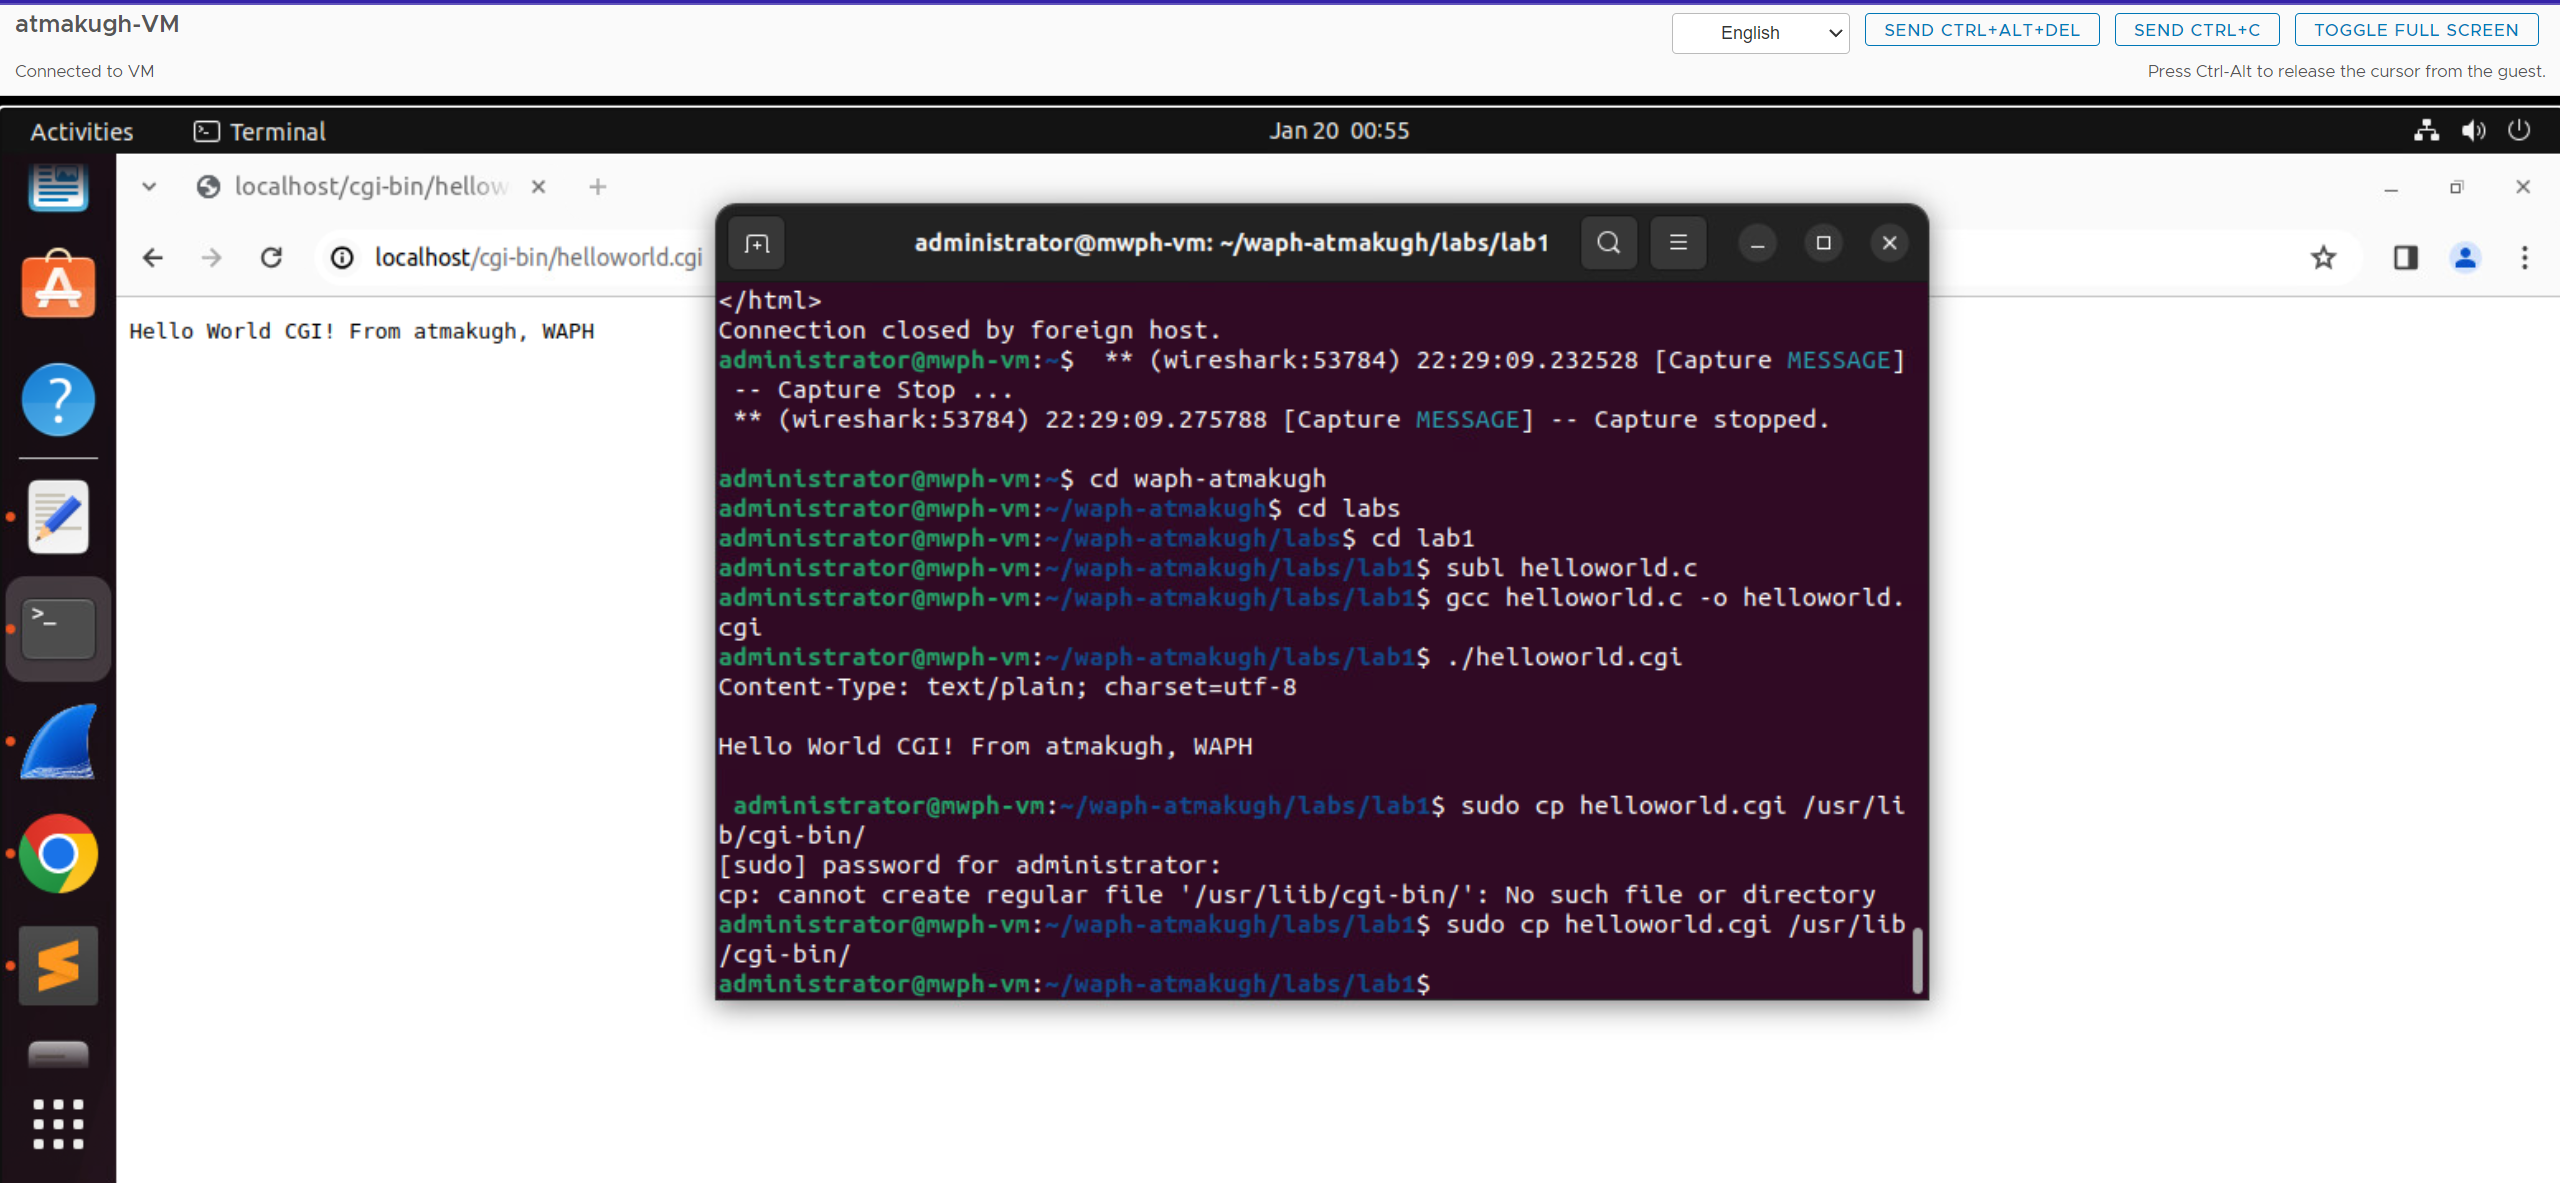 atmakugh-VM
English
SEND CTRL+ALT+DEL
SEND CTRL+C
TOGGLE FULL SCREEN
Connected to VM
Press Ctrl-Alt to release the cursor from the guest.
Activities
Terminal
Jan 20 00:55
localhost/cgi-bin/hellow
localhost/cgi-bin/helloworld.cgi
Hello World CGI! From atmakugh, WAPH
administrator@mwph-vm: ~/waph-atmakugh/labs/lab1
</html>
Connection closed by foreign host.
administrator@mwph-vm:~$  ** (wireshark:53784) 22:29:09.232528 [Capture MESSAGE]
 -- Capture Stop ...
 ** (wireshark:53784) 22:29:09.275788 [Capture MESSAGE] -- Capture stopped.
administrator@mwph-vm:~$ cd waph-atmakugh
administrator@mwph-vm:~/waph-atmakugh$ cd labs
administrator@mwph-vm:~/waph-atmakugh/labs$ cd lab1
administrator@mwph-vm:~/waph-atmakugh/labs/lab1$ subl helloworld.c
administrator@mwph-vm:~/waph-atmakugh/labs/lab1$ gcc helloworld.c -o helloworld.
cgi
administrator@mwph-vm:~/waph-atmakugh/labs/lab1$ ./helloworld.cgi
Content-Type: text/plain; charset=utf-8
Hello World CGI! From atmakugh, WAPH
 administrator@mwph-vm:~/waph-atmakugh/labs/lab1$ sudo cp helloworld.cgi /usr/li
b/cgi-bin/
[sudo] password for administrator:
cp: cannot create regular file '/usr/liib/cgi-bin/': No such file or directory
administrator@mwph-vm:~/waph-atmakugh/labs/lab1$ sudo cp helloworld.cgi /usr/lib
/cgi-bin/
administrator@mwph-vm:~/waph-atmakugh/labs/lab1$